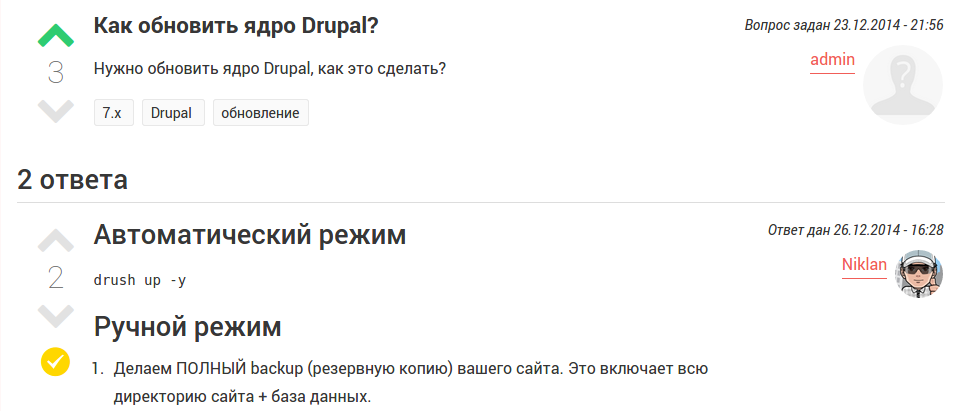 Как обновить ядро Drupal?
Вопрос задан 23.12.2014 - 21:56
admin
3
Нужно обновить ядро Drupal, как это сделать?
7.x Drupal обновление
2 ответа
Автоматический режим
Ответ дан 26.12.2014 - 16:28
Niklan
2
drush up -y
Ручной режим
1. Делаем ПОЛНЫЙ backup (резервную копию) вашего сайта. Это включает всю
директорию сайта + база данных.